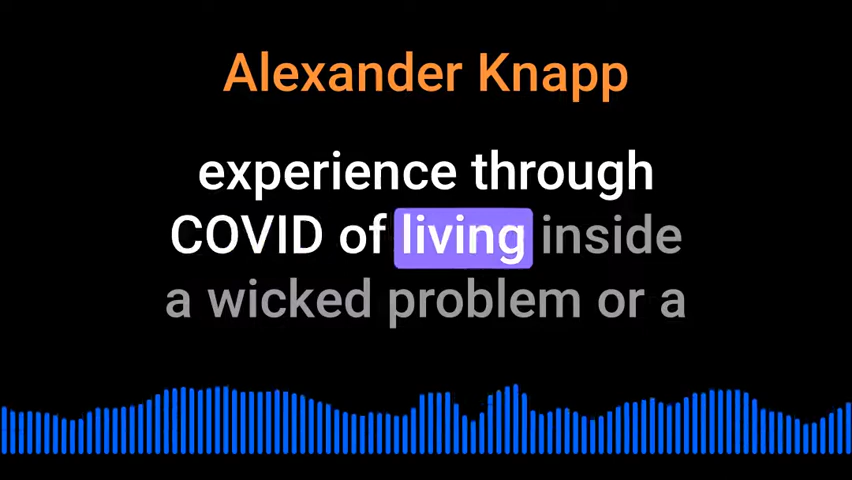 Alexander Knapp
experience through
COVID of living inside
a wicked problem or a